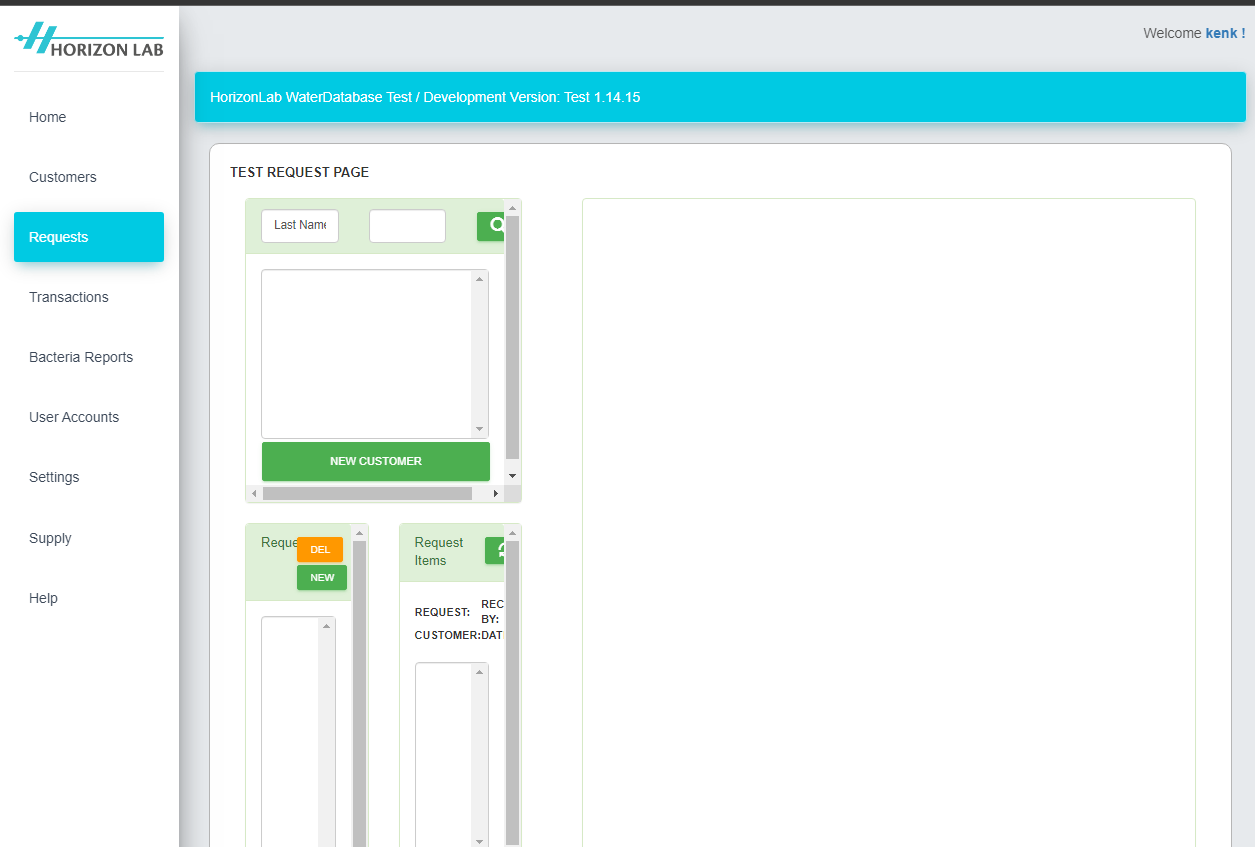 HORIZON LAB
Welcome kenk !
Home
Customers
Requests
Transactions
Bacteria Reports
User Accounts
Settings
Supply
Help
HorizonLab WaterDatabase Test / Development Version: Test 1.14.15
TEST REQUEST PAGE
Last Name
NEW CUSTOMER
Reque
DEL
NEW
Request
Items
REQUEST:
REC
BY:
CUSTOMER:DAT